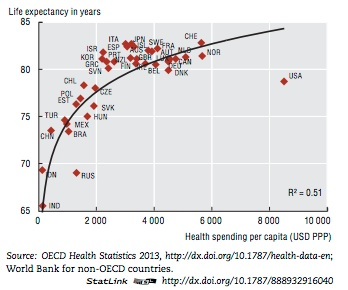 Life expectancy in years
85
ITA
JPN
CHE
ISR
ESP
SWE
FRA
AUS
NLD
NOR
KOR
PRT
GBR
CAN
GRC
NZL
SVN
FIN
BEL
DEU
DNK
80
USA
CHL
CZE
POL
EST
SVK
75
TUR
HUN
MEX
CHN
BRA
70
RUS
IND
R² = 0.51
65
0
2 000
4 000
6 000
8 000
10 000
Health spending per capita (USD PPP)
Source: OECD Health Statistics 2013, http://dx.doi.org/10.1787/health-data-en;
World Bank for non-OECD countries.
StatLink http://dx.doi.org/10.1787/888932916040